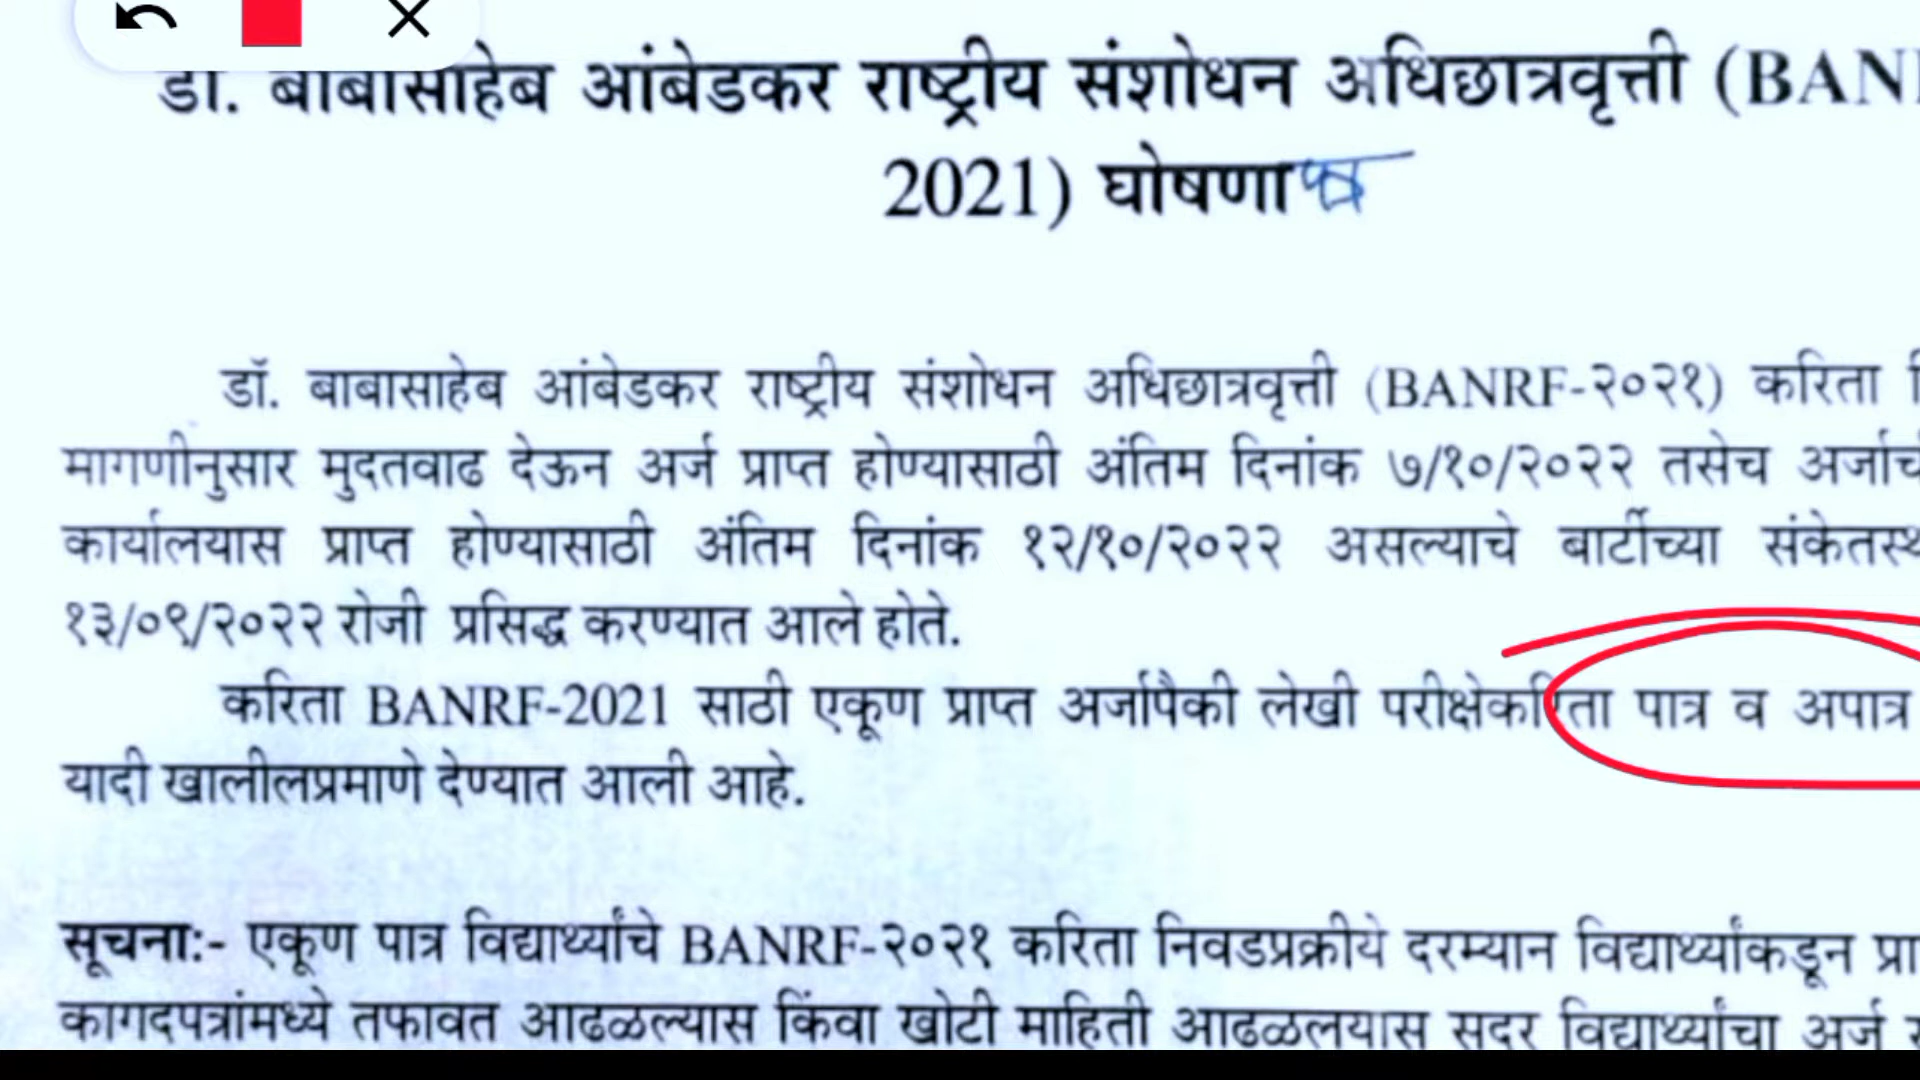 डॉ. बाबासाहेब आंबेडकर राष्ट्रीय संशोधन अधिछात्रवृत्ती (BAN
2021) घोषणापत्र
डॉ. बाबासाहेब आंबेडकर राष्ट्रीय संशोधन अधिछात्रवृत्ती (BANRF-२०२१) करिता
मागणीनुसार मुदतवाढ देऊन अर्ज प्राप्त होण्यासाठी अंतिम दिनांक ७/१०/२०२२ तसेच अर्जाच
कार्यालयास प्राप्त होण्यासाठी अंतिम दिनांक १२/१०/२०२२ असल्याचे बार्टीच्या संकेतस्थ
१३/०९/२०२२ रोजी प्रसिद्ध करण्यात आले होते.
करिता BANRF-2021 साठी एकूण प्राप्त अर्जापैकी लेखी परीक्षेकरिता पात्र व अपात्र
यादी खालीलप्रमाणे देण्यात आली आहे.
सूचना:- एकूण पात्र विद्यार्थ्यांचे BANRF-२०२१ करिता निवडप्रक्रीये दरम्यान विद्यार्थ्यांकडून प्रा
कागदपत्रांमध्ये तफावत आढळल्यास किंवा खोटी माहिती आढळलयास सदर विद्यार्थ्यांचा अर्ज